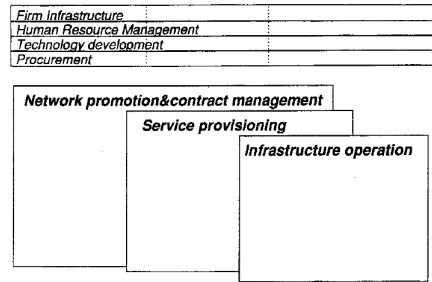 Firm Infrastructure
Human Resource Management
Technology development
Procurement
Network promotion&contract management
Service provisioning
Infrastructure operation